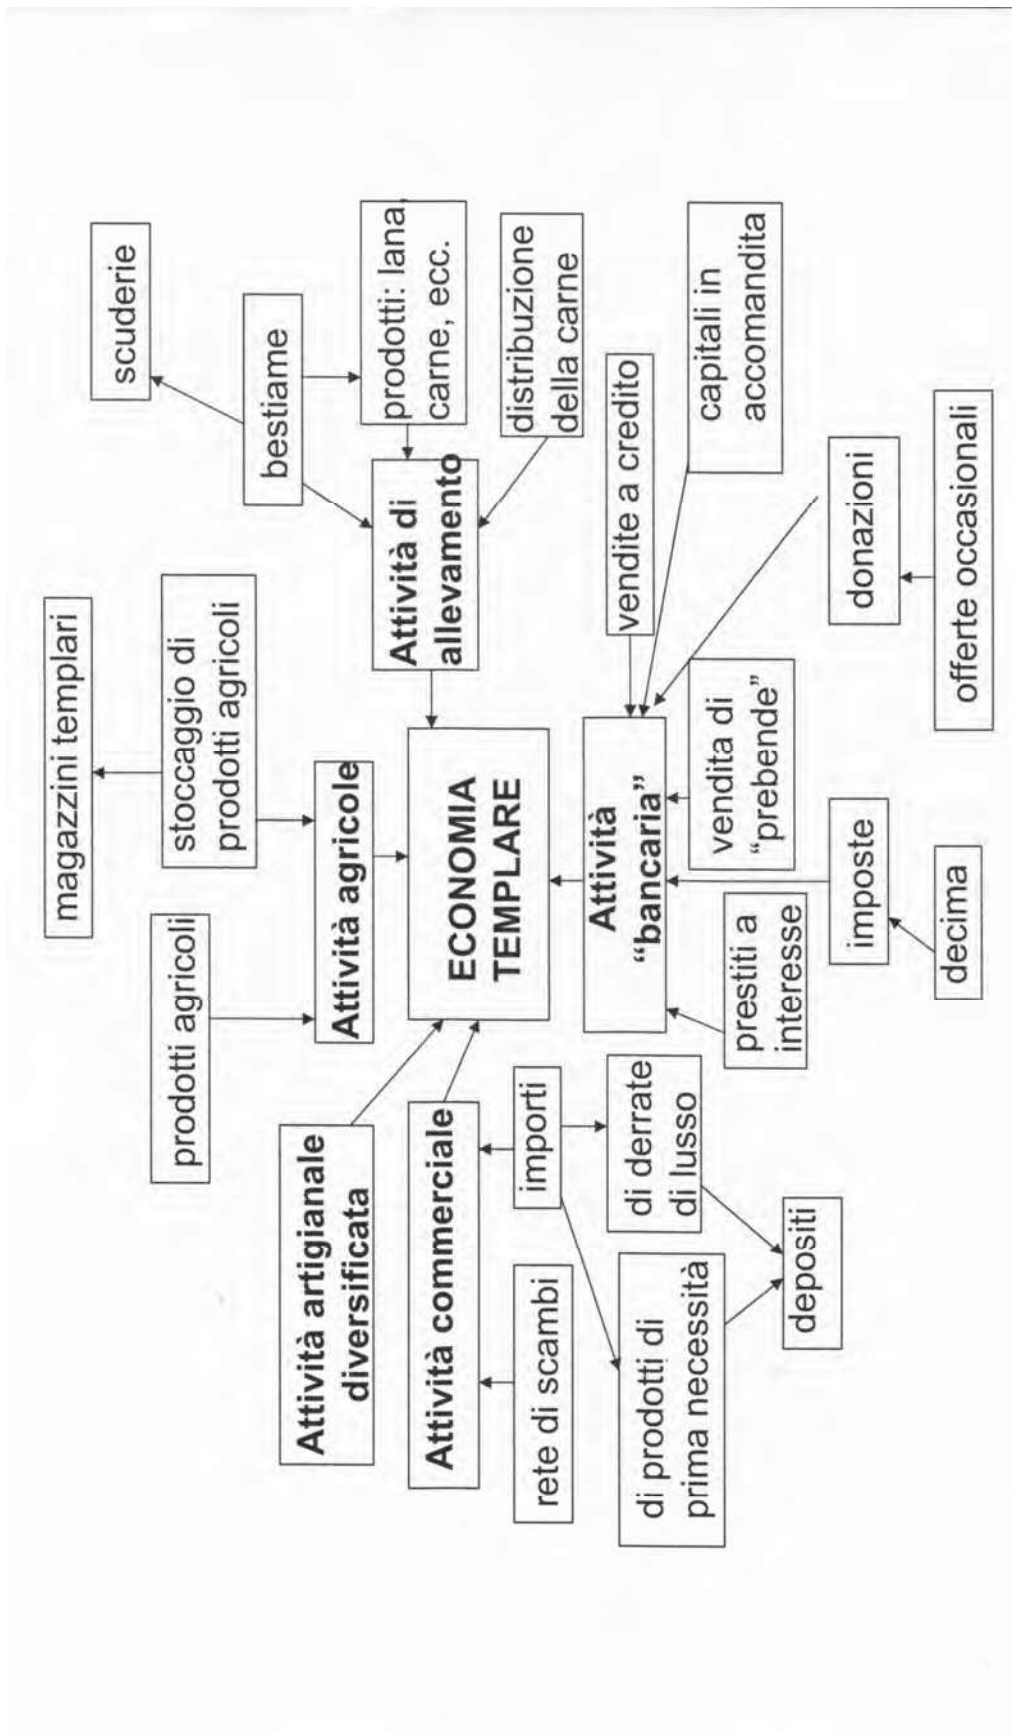 magazzini templari
scuderie
prodotti agricoli
stoccaggio di
prodotti agricoli
bestiame
Attività artigianale
diversificata
Attività agricole
prodotti: lana,
carne, ecc.
Attività di
allevamento
Attività commerciale
ECONOMIA
TEMPLARE
distribuzione
della carne
rete di scambi
importi
Attività
“bancaria”
vendite a credito
di prodotti di
prima necessità
di derrate
di lusso
prestiti a
interesse
vendita di
“prebende”
capitali in
accomandita
depositi
imposte
donazioni
decima
offerte occasionali